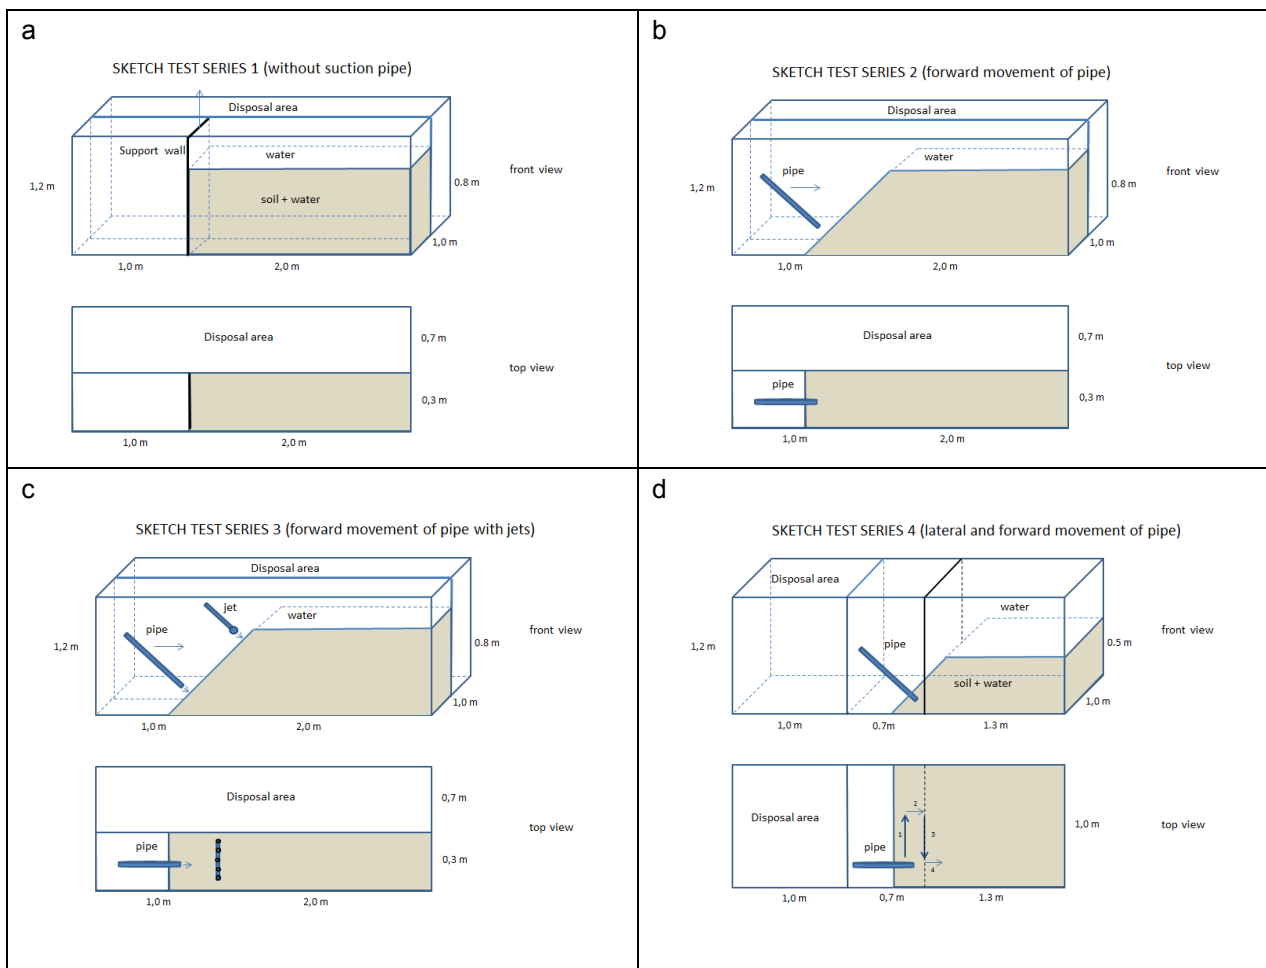 a
SKETCH TEST SERIES 1 (without suction pipe)
Disposal area
Support wall
water
front view
1,2 m
0.8 m
soil + water
1,0 m
1,0 m
2,0 m
Disposal area
0,7 m
top view
0,3 m
1,0 m
2,0 m
b
SKETCH TEST SERIES 2 (forward movement of pipe)
Disposal area
water
pipe
front view
1,2 m
0.8 m
1,0 m
1,0 m
2,0 m
Disposal area
0,7 m
top view
pipe
0,3 m
1,0 m
2,0 m
c
SKETCH TEST SERIES 3 (forward movement of pipe with jets)
Disposal area
jet
water
pipe
front view
1,2 m
0.8 m
1,0 m
1,0 m
2,0 m
Disposal area
0,7 m
top view
pipe
0,3 m
1,0 m
2,0 m
d
SKETCH TEST SERIES 4 (lateral and forward movement of pipe)
Disposal area
water
front view
pipe
1,2 m
0.5 m
soil + water
1,0 m
1,0 m
0.7m
1.3 m
2
Disposal area
1,0 m
top view
1
3
pipe
4
1,0 m
0,7 m
1.3 m